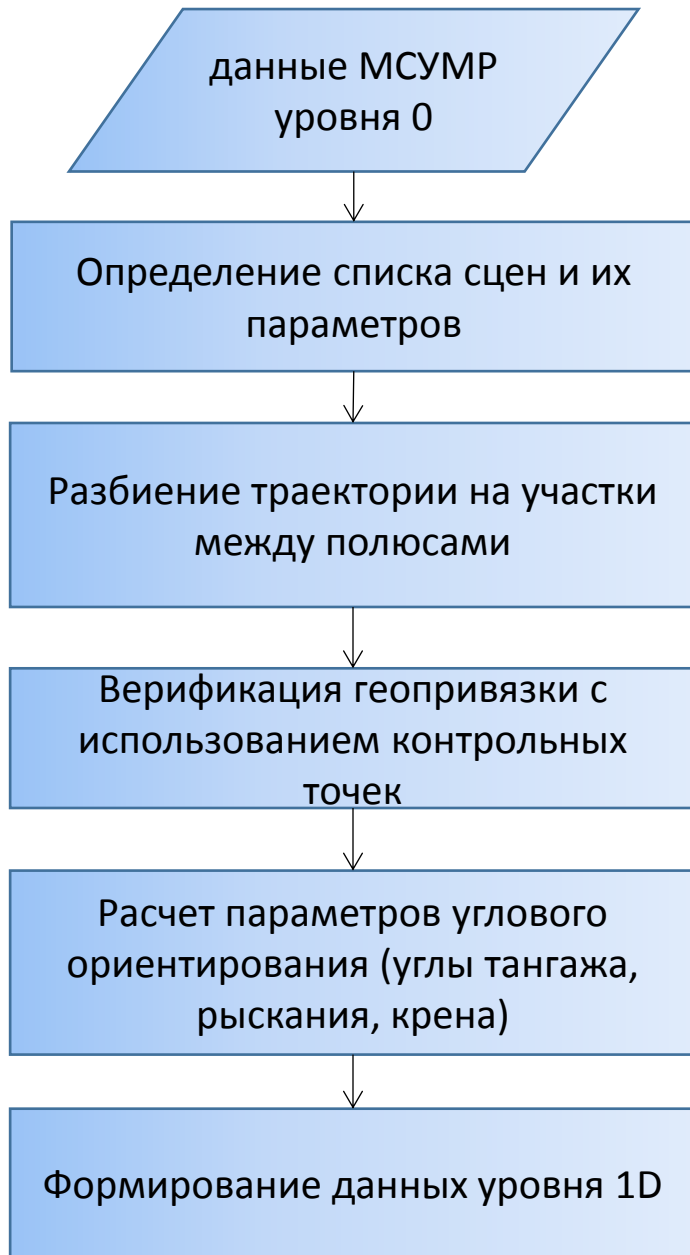 данные МСУМР
уровня 0
Определение списка сцен и их
параметров
Разбиение траектории на участки
между полюсами
Верификация геопривязки с
использованием контрольных
точек
Расчет параметров углового
ориентирования (углы тангажа,
рыскания, крена)
Формирование данных уровня 1D